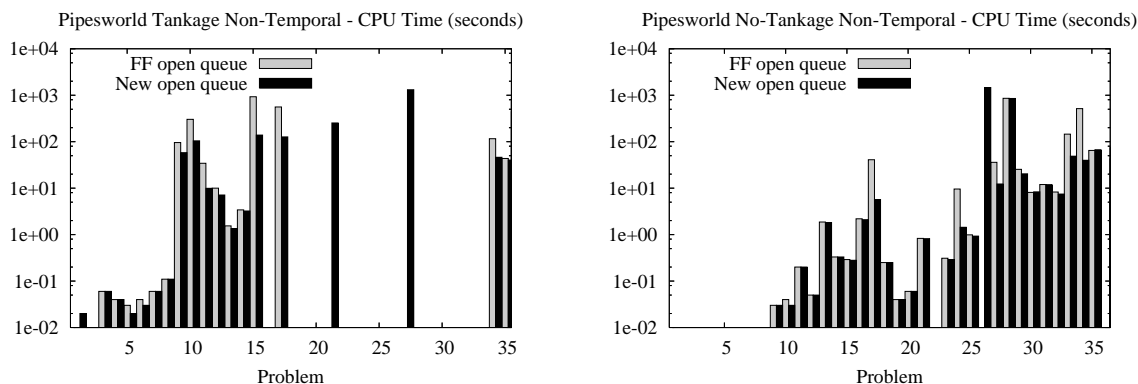 Pipesworld Tankage Non-Temporal - CPU Time (seconds)
1e+04
1e+03
1e+02
1e+01
1e+00
1e-01
1e-02
FF open queue
New open queue
5 10 15 20 25 30 35
Problem
Pipesworld No-Tankage Non-Temporal - CPU Time (seconds)
1e+04
1e+03
1e+02
1e+01
1e+00
1e-01
1e-02
FF open queue
New open queue
5 10 15 20 25 30 35
Problem